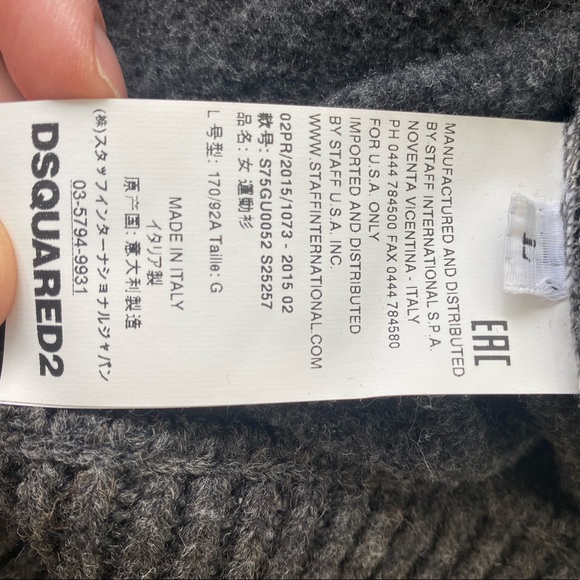 L
EAC
MANUFACTURED AND DISTRIBUTED
BY STAFF INTERNATIONAL S.P.A.
NOVENTA VICENTINA - ITALY
PH 0444 784500 FAX 0444 784580
FOR U.S.A. ONLY
IMPORTED AND DISTRIBUTED
BY STAFF U.S.A. INC.
WWW.STAFFINTERNATIONAL.COM
02PR/2015/1073 - 2015 02
款号: S75GU0052 S25257
品名: 女 運動衫
L 号型: 170/92A Taille: G
MADE IN ITALY
イタリア製
原产国: 意大利製造
(株)スタッフインターナショナルジャパン
03-5794-9931
DSQUARED2